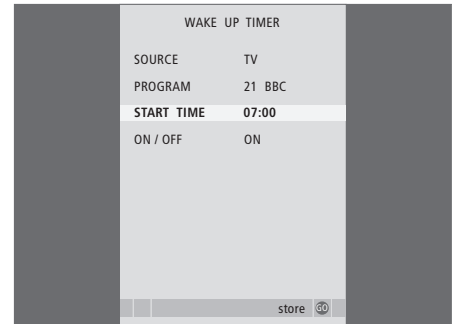 WAKE UP TIMER
SOURCE TV
PROGRAM 21 BBC
START TIME 07:00
ON / OFF ON
store GO